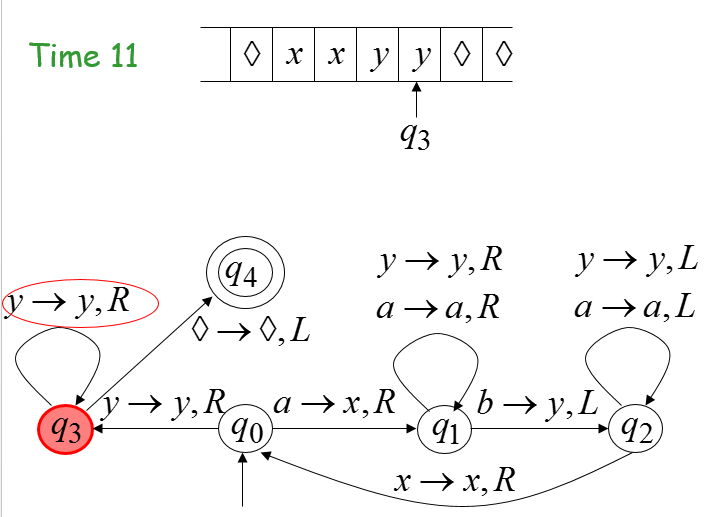 Time 11
◊ x x y y ◊ ◊
q3
y → y, R
y → y, L
q4
y → y, R
a → a, R
a → a, L
◊ → ◊, L
y → y, R
a → x, R
b → y, L
q3
q0
q1
q2
x → x, R